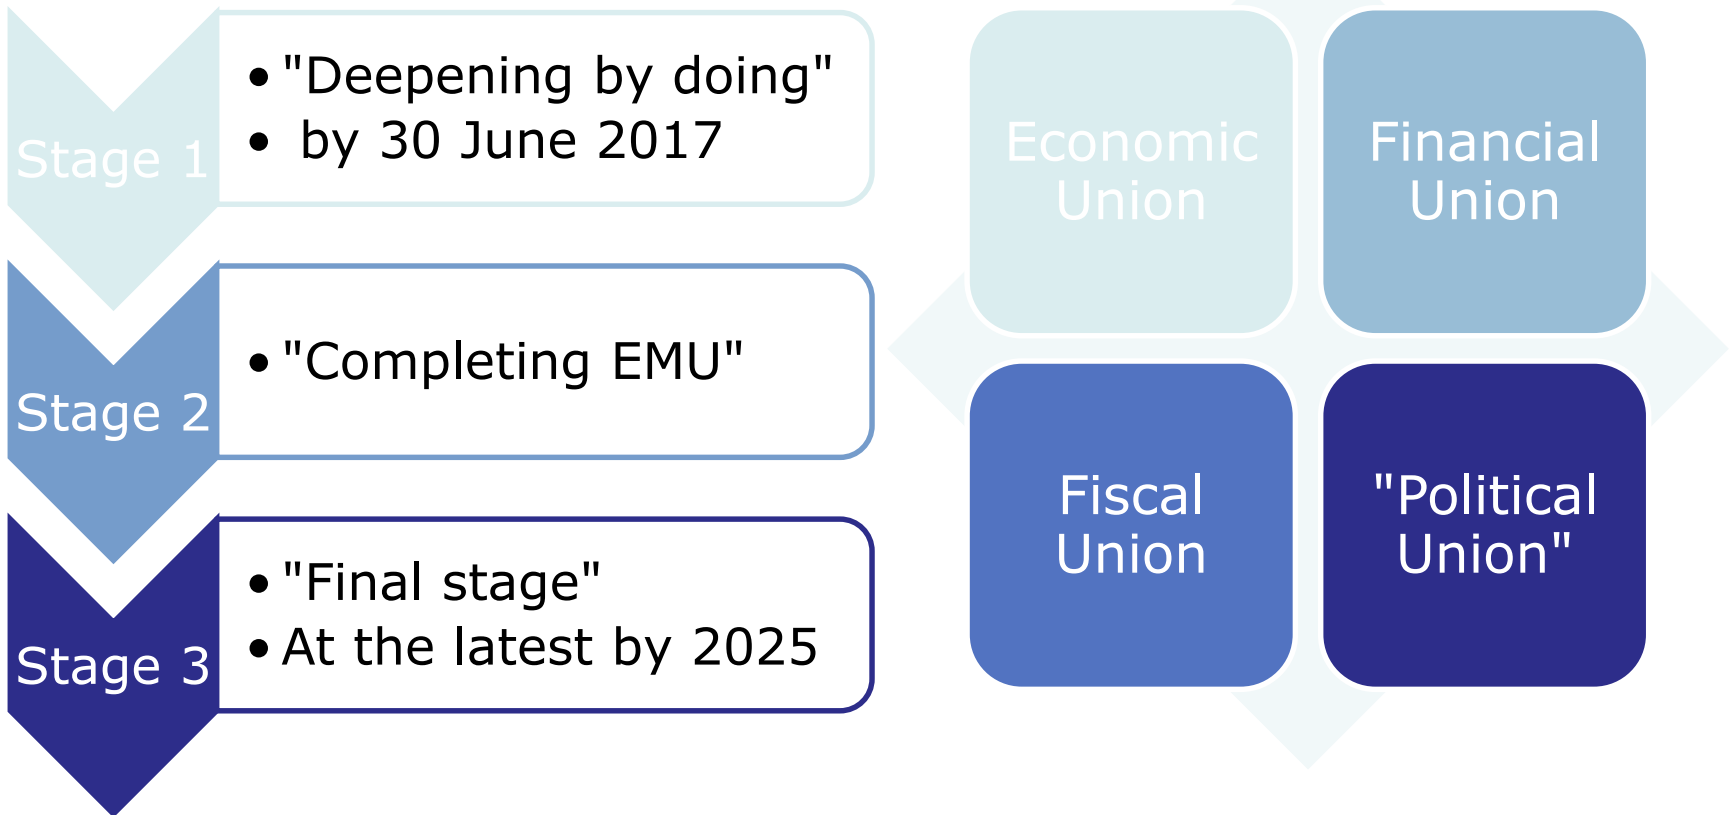 Stage 1
• "Deepening by doing"
• by 30 June 2017
Stage 2
• "Completing EMU"
Stage 3
• "Final stage"
• At the latest by 2025
Economic
Union
Financial
Union
Fiscal
Union
"Political
Union"